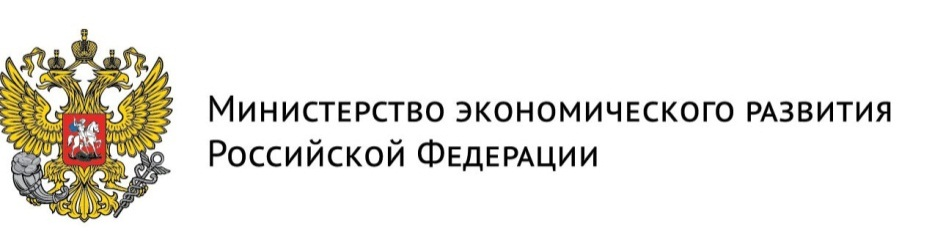 Министерство экономического развития
Российской Федерации